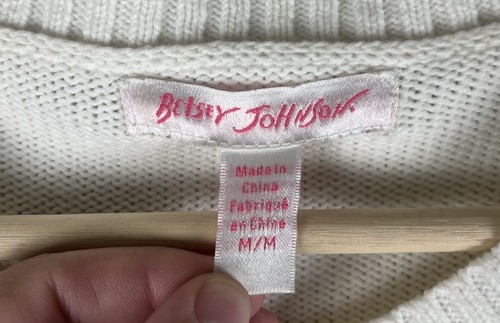 BETSEY JOHNSON.
Made in
China
Fabriqué
en Chine
M/M